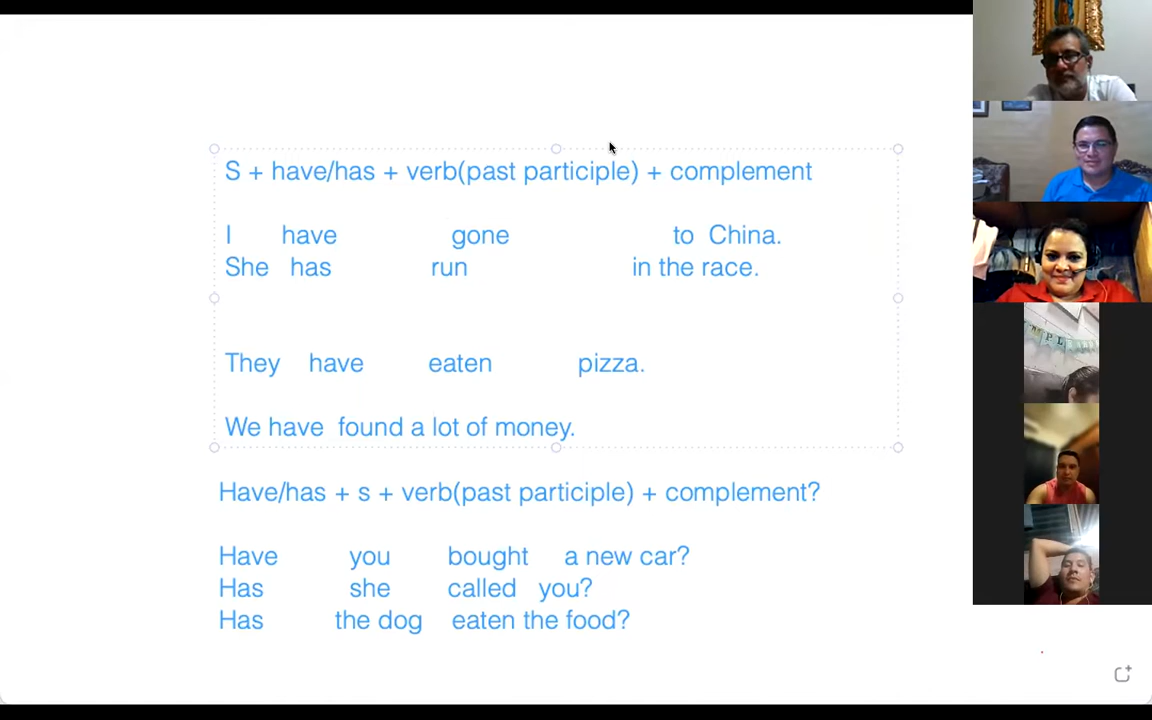 S + have/has + verb(past participle) + complement
I have gone to China.
She has run in the race.
They have eaten pizza.
We have found a lot of money.
Have/has + s + verb(past participle) + complement?
Have you bought a new car?
Has she called you?
Has the dog eaten the food?